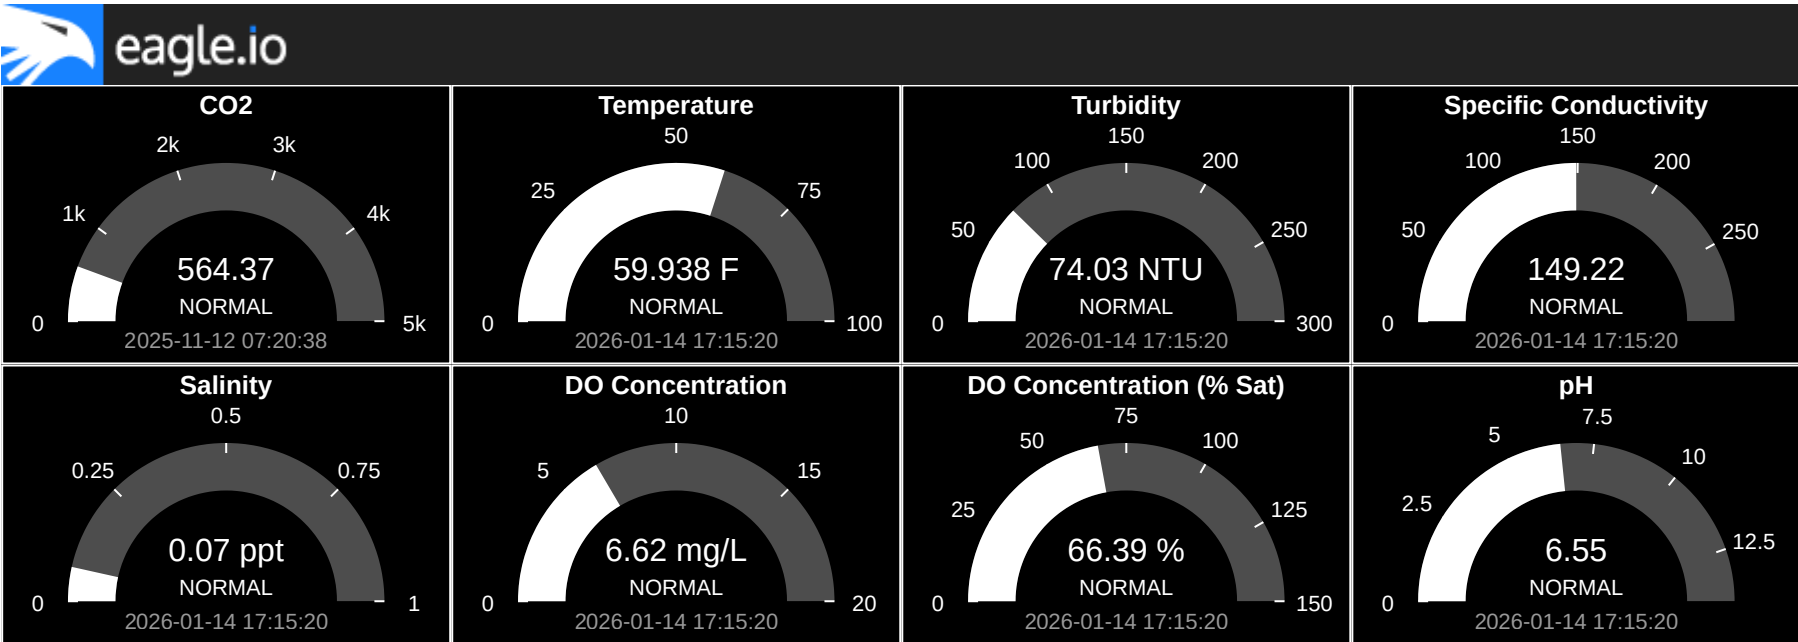 eagle.io
CO2
2k
3k
1k
4k
564.37
NORMAL
0
5k
2025-11-12 07:20:38
Temperature
50
25
75
59.938 F
NORMAL
0
100
2026-01-14 17:15:20
Turbidity
150
100
200
50
250
74.03 NTU
NORMAL
0
300
2026-01-14 17:15:20
Specific Conductivity
150
100
200
50
250
149.22
NORMAL
0
2026-01-14 17:15:20
Salinity
0.5
0.25
0.75
0.07 ppt
NORMAL
0
1
2026-01-14 17:15:20
DO Concentration
10
5
15
6.62 mg/L
NORMAL
0
20
2026-01-14 17:15:20
DO Concentration (% Sat)
75
50
100
25
125
66.39 %
NORMAL
0
150
2026-01-14 17:15:20
pH
7.5
5
10
2.5
12.5
6.55
NORMAL
0
2026-01-14 17:15:20